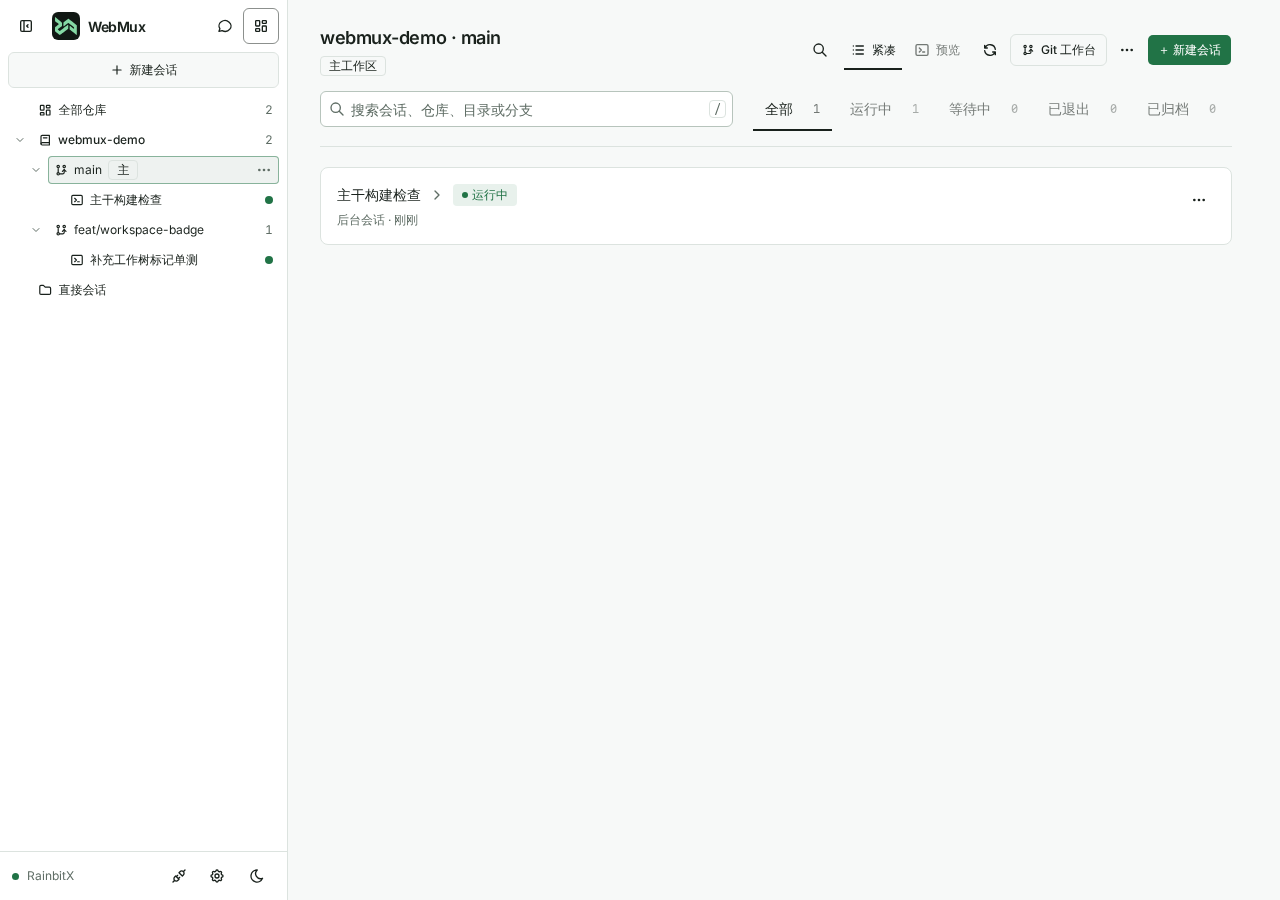 WebMux
新建会话
全部仓库 2
webmux-demo 2
main 主
主干构建检查
feat/workspace-badge 1
补充工作树标记单测
直接会话
RainbitX
webmux-demo · main
主工作区
紧凑 预览 Git 工作台 + 新建会话
搜索会话、仓库、目录或分支 /
全部 1 运行中 1 等待中 0 已退出 0 已归档 0
主干构建检查 运行中
后台会话 · 刚刚